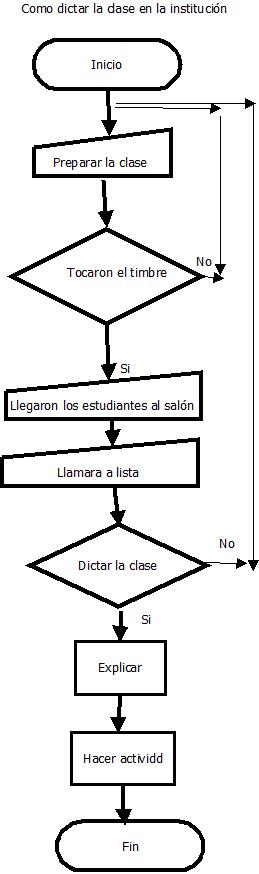 Como dictar la clase en la institución
Inicio
Preparar la clase
Tocaron el timbre
No
Si
Llegaron los estudiantes al salón
Llamara a lista
Dictar la clase
No
Si
Explicar
Hacer actividd
Fin